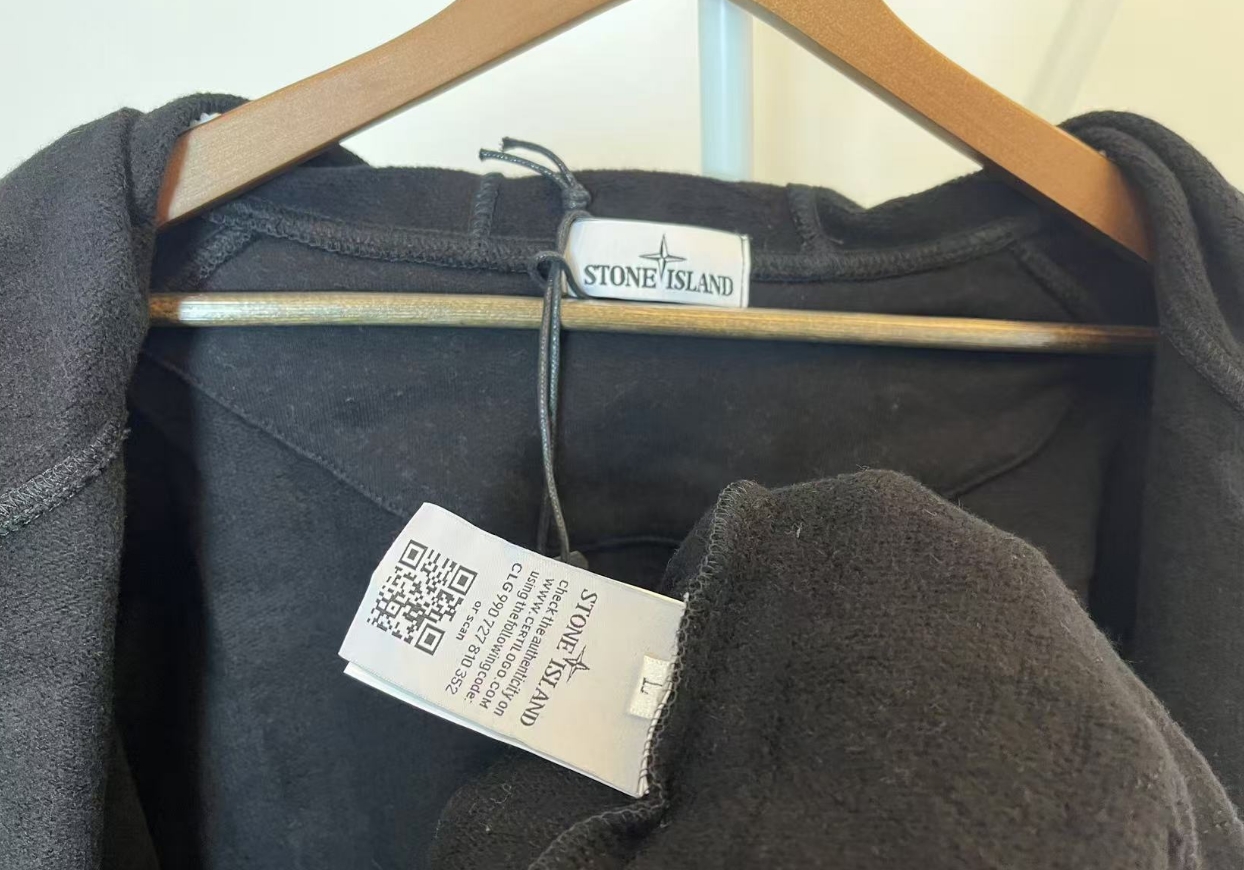 STONE ISLAND
STONE ISLAND
check the authenticity on
WWW.CERTILOGO.COM
using the following code:
CLG 990 727 810 352
or scan
L